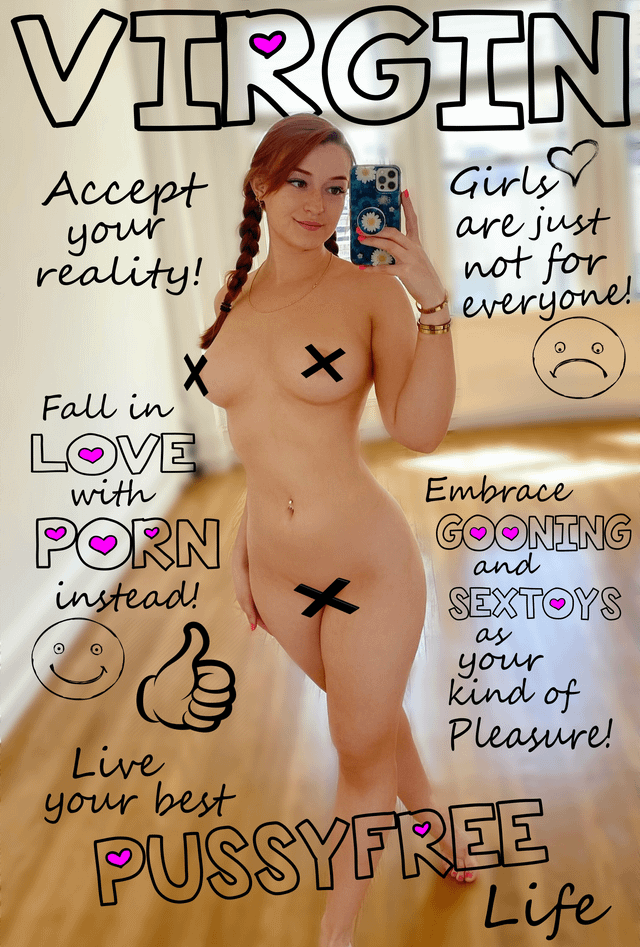 VIRGIN
Accept
your
reality!
Girls
are just
not for
everyone!
Fall in
LOVE
with
PORN
instead!
Embrace
GOONING
and
SEXTOYS
as
your
kind of
Pleasure!
Live
your best
PUSSYFREE
Life